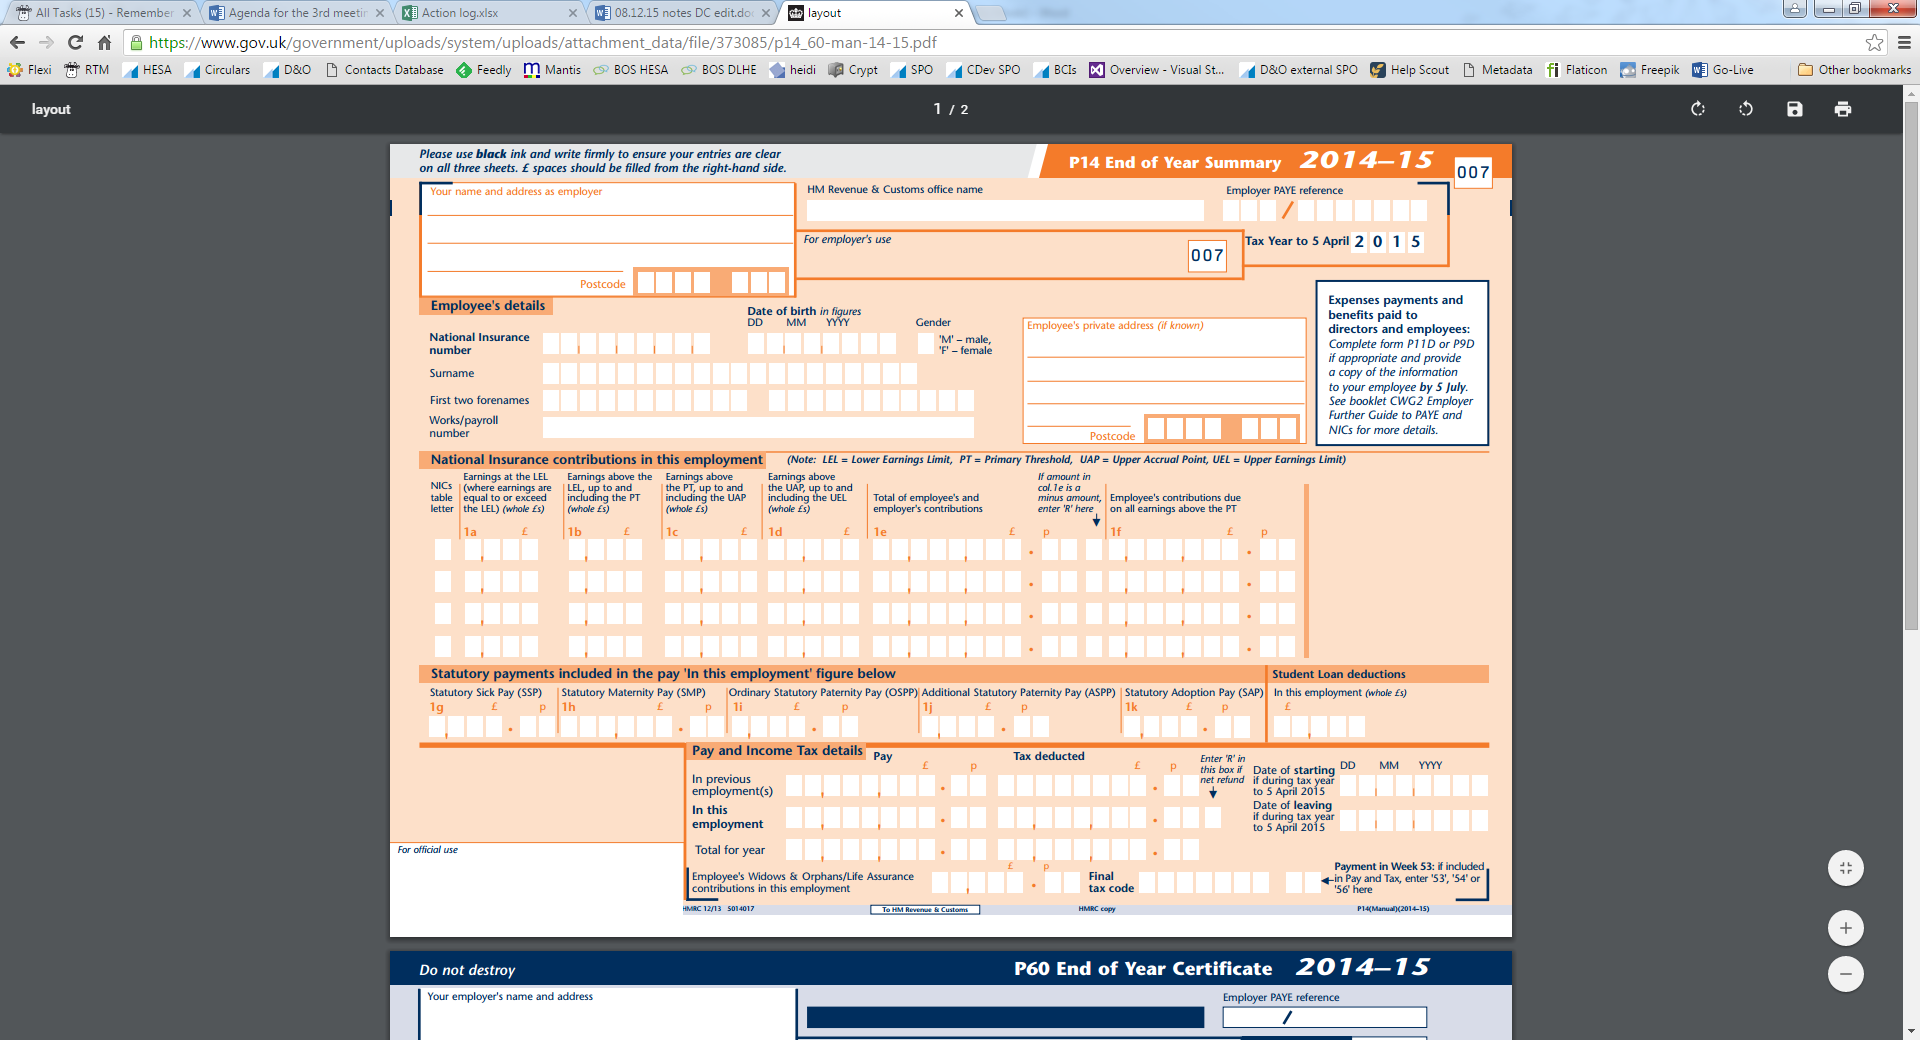 All Tasks (15) - Remember
Agenda for the 3rd meetin
Action log.xlsx
08.12.15 notes DC edit.doc
layout
https://www.gov.uk/government/uploads/system/uploads/attachment_data/file/373085/p14_60-man-14-15.pdf
Flexi RTM HESA Circulars D&O Contacts Database Feedly Mantis BOS HESA BOS DLHE heidi Crypt SPO CDev SPO BCIs Overview - Visual St... D&O external SPO Help Scout Metadata Flaticon Freepik Go-Live Other bookmarks
layout
1 / 2
Please use black ink and write firmly to ensure your entries are clear
on all three sheets. £ spaces should be filled from the right-hand side.
P14 End of Year Summary 2014–15
007
Your name and address as employer
Postcode
HM Revenue & Customs office name
Employer PAYE reference
/
For employer's use
007
Tax Year to 5 April 2 0 1 5
Employee's details
National Insurance
number
Date of birth in figures
DD MM YYYY
Gender
'M' – male,
'F' – female
Surname
First two forenames
Works/payroll
number
Employee's private address (if known)
Postcode
Expenses payments and
benefits paid to
directors and employees:
Complete form P11D or P9D
if appropriate and provide
a copy of the information
to your employee by 5 July.
See booklet CWG2 Employer
Further Guide to PAYE and
NICs for more details.
National Insurance contributions in this employment
(Note: LEL = Lower Earnings Limit, PT = Primary Threshold, UAP = Upper Accrual Point, UEL = Upper Earnings Limit)
NICs
table
letter
Earnings at the LEL
(where earnings are
equal to or exceed
the LEL) (whole £s)
1a £
Earnings above the
LEL, up to and
including the PT
(whole £s)
1b £
Earnings above
the PT, up to and
including the UAP
(whole £s)
1c £
Earnings above
the UAP, up to and
including the UEL
(whole £s)
1d £
Total of employee's and
employer's contributions
1e £ p
If amount in
col.1e is a
minus amount,
enter 'R' here
Employee's contributions due
on all earnings above the PT
1f £ p
Statutory payments included in the pay 'In this employment' figure below
Student Loan deductions
Statutory Sick Pay (SSP)
1g £ p
Statutory Maternity Pay (SMP)
1h £ p
Ordinary Statutory Paternity Pay (OSPP)
1i £ p
Additional Statutory Paternity Pay (ASPP)
1j £ p
Statutory Adoption Pay (SAP)
1k £ p
In this employment (whole £s)
£
Pay and Income Tax details
Pay
£ p
Tax deducted
£ p
Enter 'R' in
this box if
net refund
In previous
employment(s)
In this
employment
Total for year
Date of starting
if during tax year
to 5 April 2015
DD MM YYYY
Date of leaving
if during tax year
to 5 April 2015
For official use
Employee's Widows & Orphans/Life Assurance
contributions in this employment
£ p
Final
tax code
Payment in Week 53: if included
in Pay and Tax, enter '53', '54' or
'56' here
HMRC 12/13 5014017
To HM Revenue & Customs
HMRC copy
P14(Manual)(2014–15)
Do not destroy
P60 End of Year Certificate 2014–15
Your employer's name and address
Employer PAYE reference
/